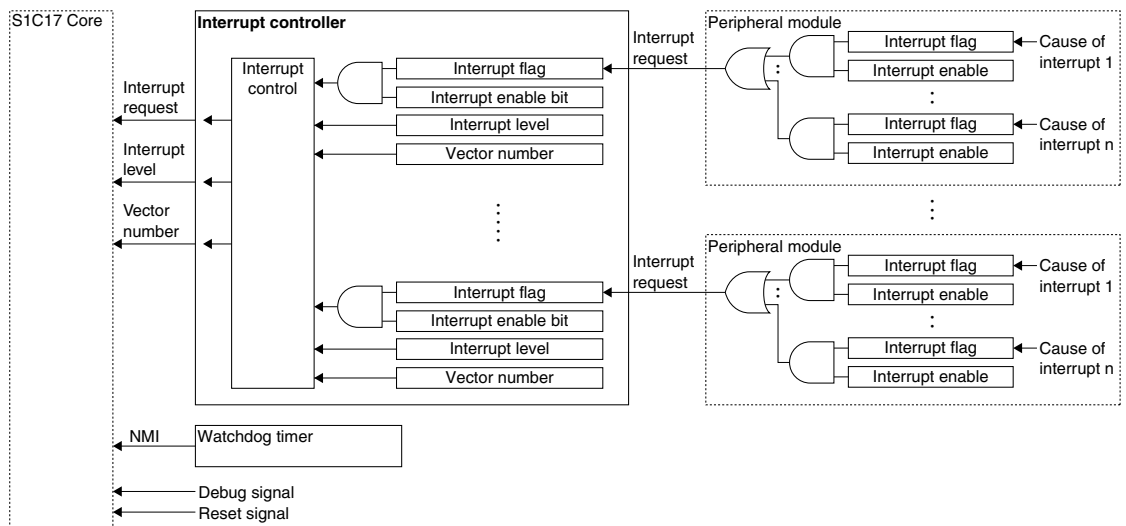 S1C17 Core
Interrupt controller
Peripheral module
Interrupt
request
Interrupt flag
Cause of
interrupt 1
Interrupt
control
Interrupt flag
Interrupt enable
Interrupt
request
Interrupt enable bit
Interrupt level
Interrupt flag
Cause of
interrupt n
Interrupt
level
Vector number
Interrupt enable
Vector
number
Peripheral module
Interrupt
request
Interrupt flag
Cause of
interrupt 1
Interrupt flag
Interrupt enable
Interrupt enable bit
Interrupt level
Interrupt flag
Cause of
interrupt n
Vector number
Interrupt enable
NMI
Watchdog timer
Debug signal
Reset signal